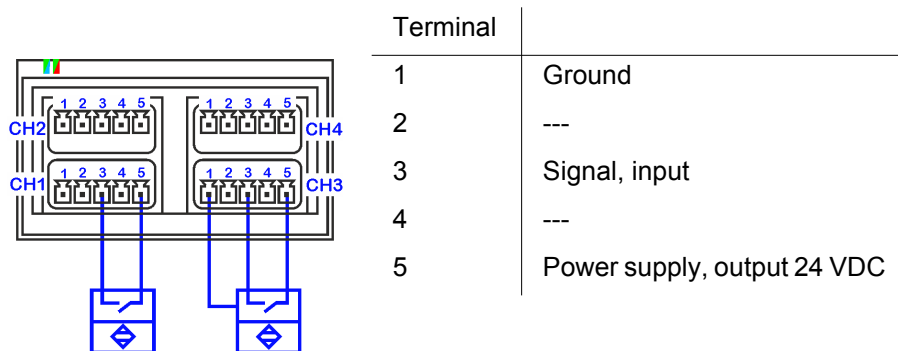 Terminal
1 Ground
2 ---
3 Signal, input
4 ---
5 Power supply, output 24 VDC
1 2 3 4 5
1 2 3 4 5
CH2
CH4
1 2 3 4 5
1 2 3 4 5
CH1
CH3